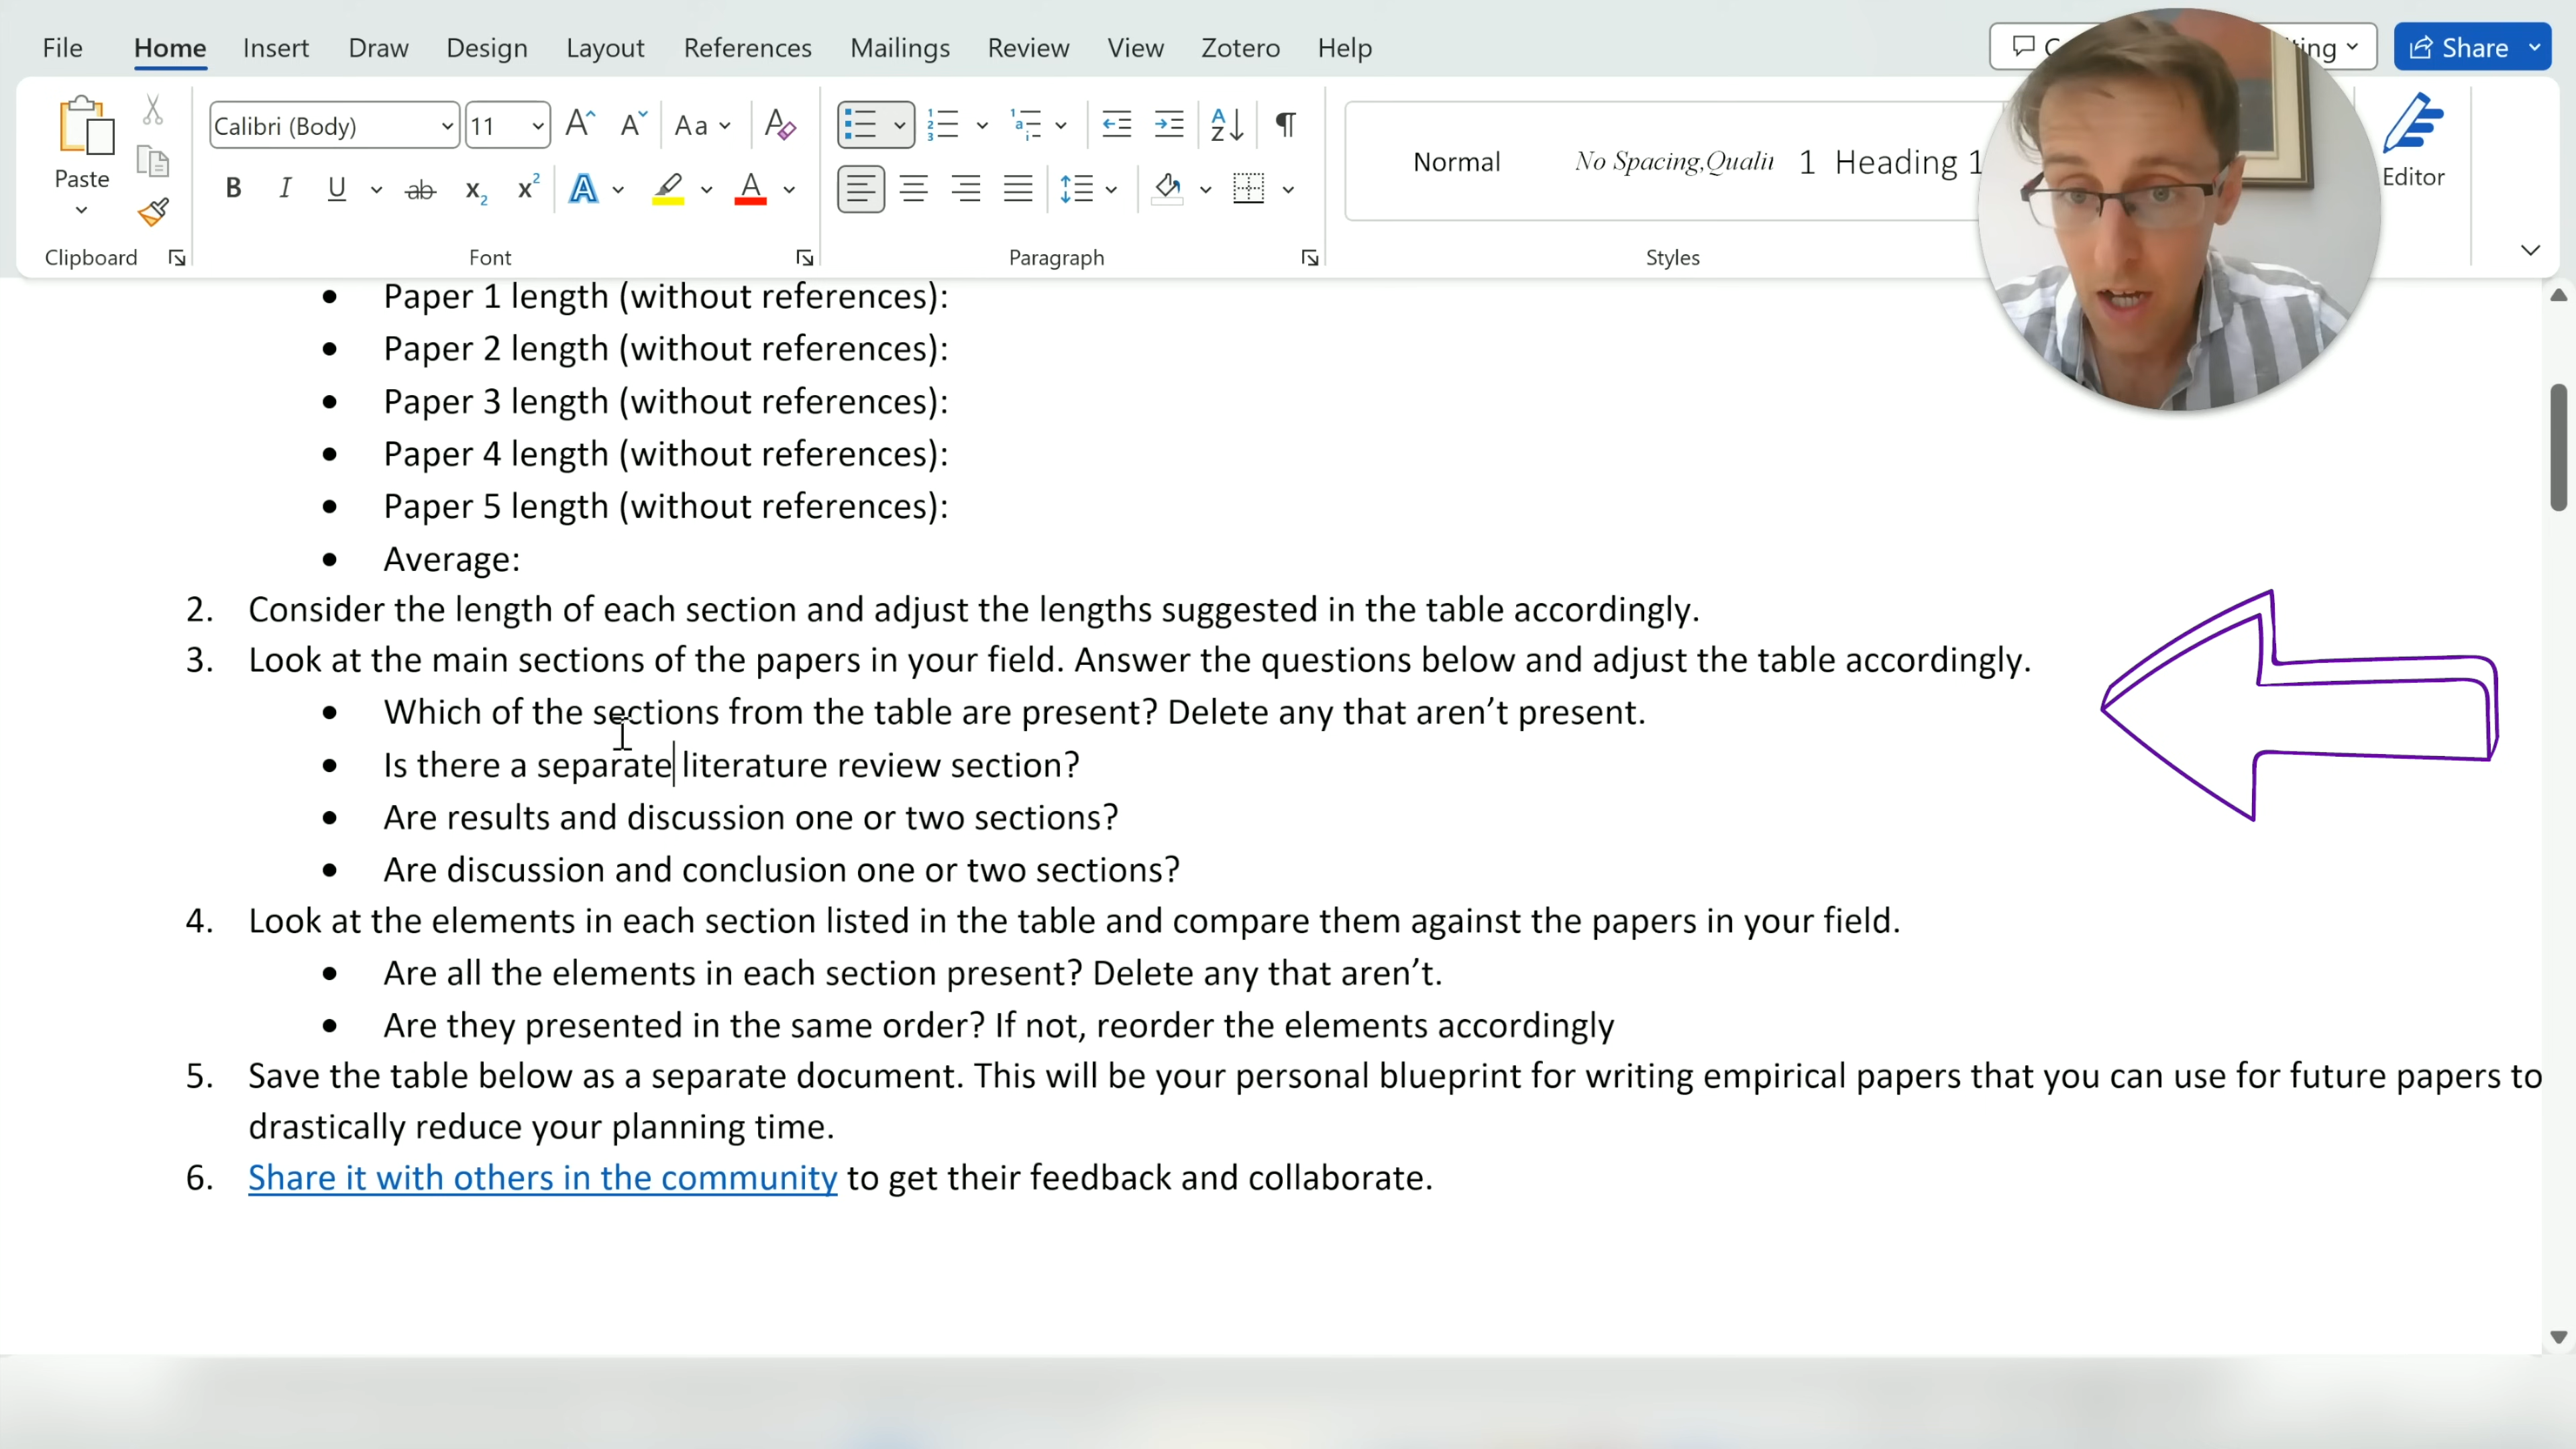 File Home Insert Draw Design Layout References Mailings Review View Zotero Help Share
Paste
Calibri (Body) 11
Normal No Spacing,Quali 1 Heading 1
Editor
Clipboard Font Paragraph Styles
• Paper 1 length (without references):
• Paper 2 length (without references):
• Paper 3 length (without references):
• Paper 4 length (without references):
• Paper 5 length (without references):
• Average:
2. Consider the length of each section and adjust the lengths suggested in the table accordingly.
3. Look at the main sections of the papers in your field. Answer the questions below and adjust the table accordingly.
• Which of the sections from the table are present? Delete any that aren’t present.
• Is there a separate literature review section?
• Are results and discussion one or two sections?
• Are discussion and conclusion one or two sections?
4. Look at the elements in each section listed in the table and compare them against the papers in your field.
• Are all the elements in each section present? Delete any that aren’t.
• Are they presented in the same order? If not, reorder the elements accordingly
5. Save the table below as a separate document. This will be your personal blueprint for writing empirical papers that you can use for future papers to
drastically reduce your planning time.
6. Share it with others in the community to get their feedback and collaborate.